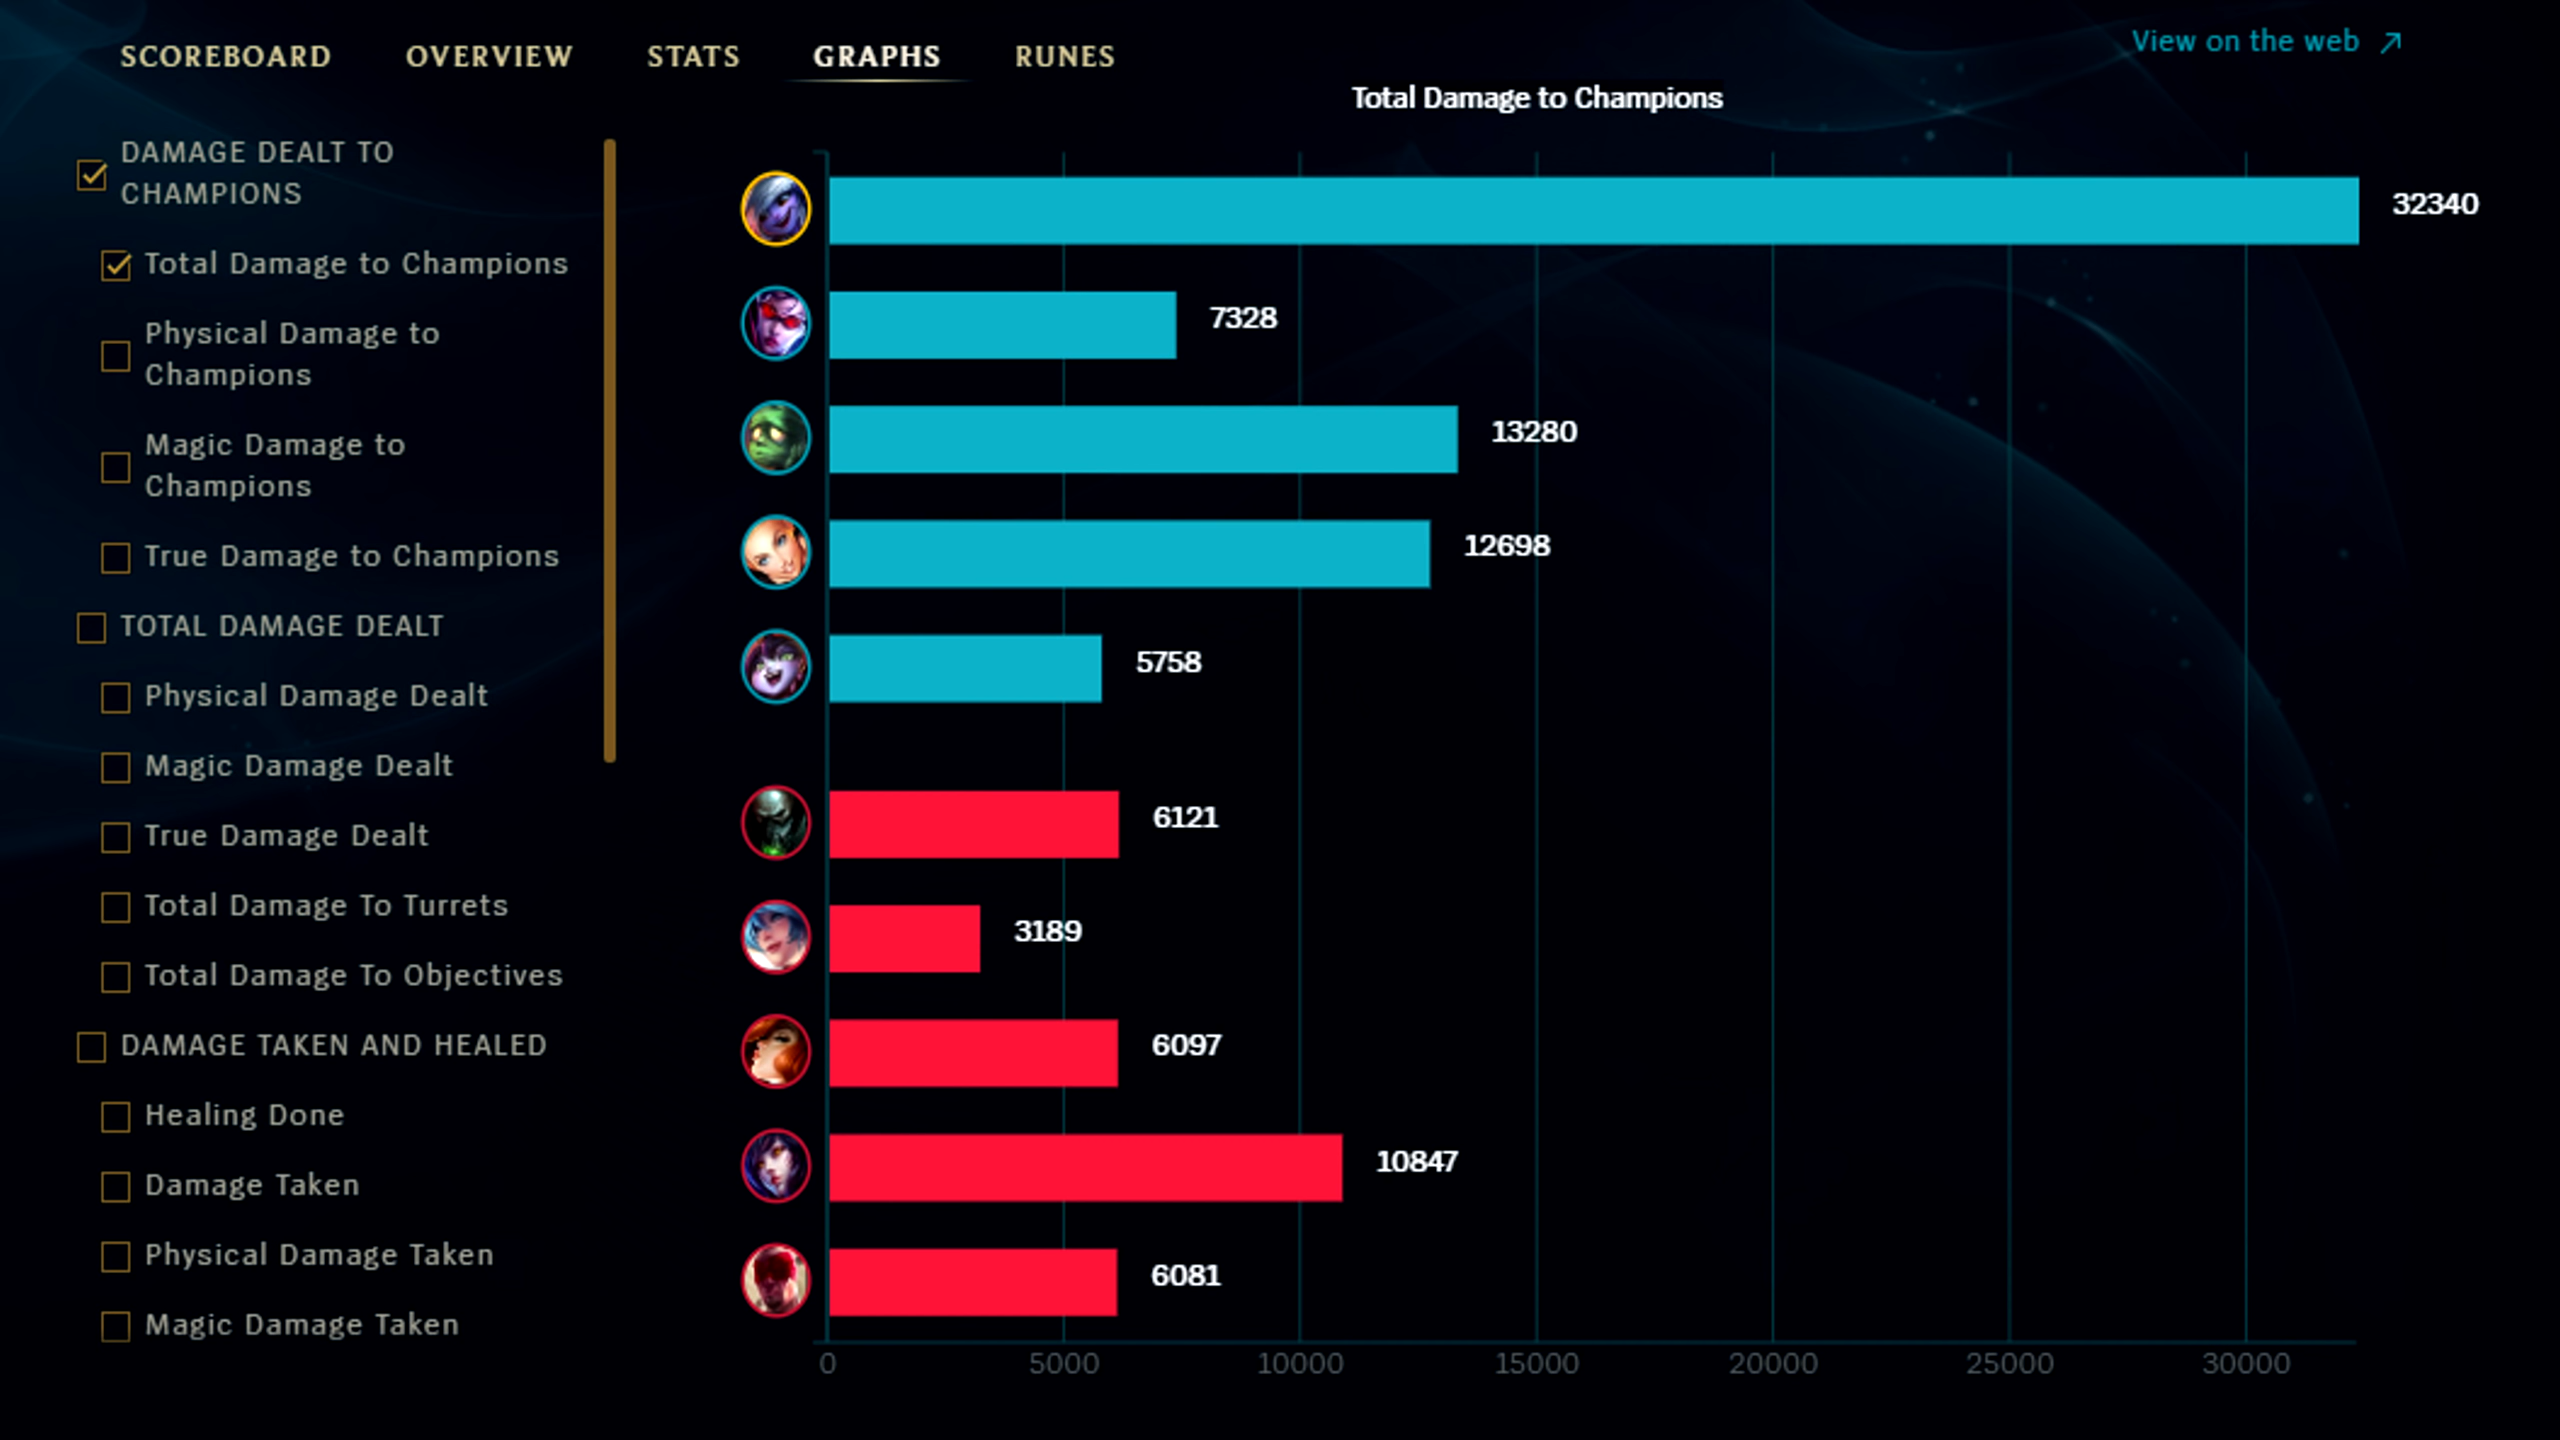 SCOREBOARD OVERVIEW STATS GRAPHS RUNES
View on the web
Total Damage to Champions
DAMAGE DEALT TO
CHAMPIONS
Total Damage to Champions
Physical Damage to
Champions
Magic Damage to
Champions
True Damage to Champions
TOTAL DAMAGE DEALT
Physical Damage Dealt
Magic Damage Dealt
True Damage Dealt
Total Damage To Turrets
Total Damage To Objectives
DAMAGE TAKEN AND HEALED
Healing Done
Damage Taken
Physical Damage Taken
Magic Damage Taken
32340
7328
13280
12698
5758
6121
3189
6097
10847
6081
0 5000 10000 15000 20000 25000 30000